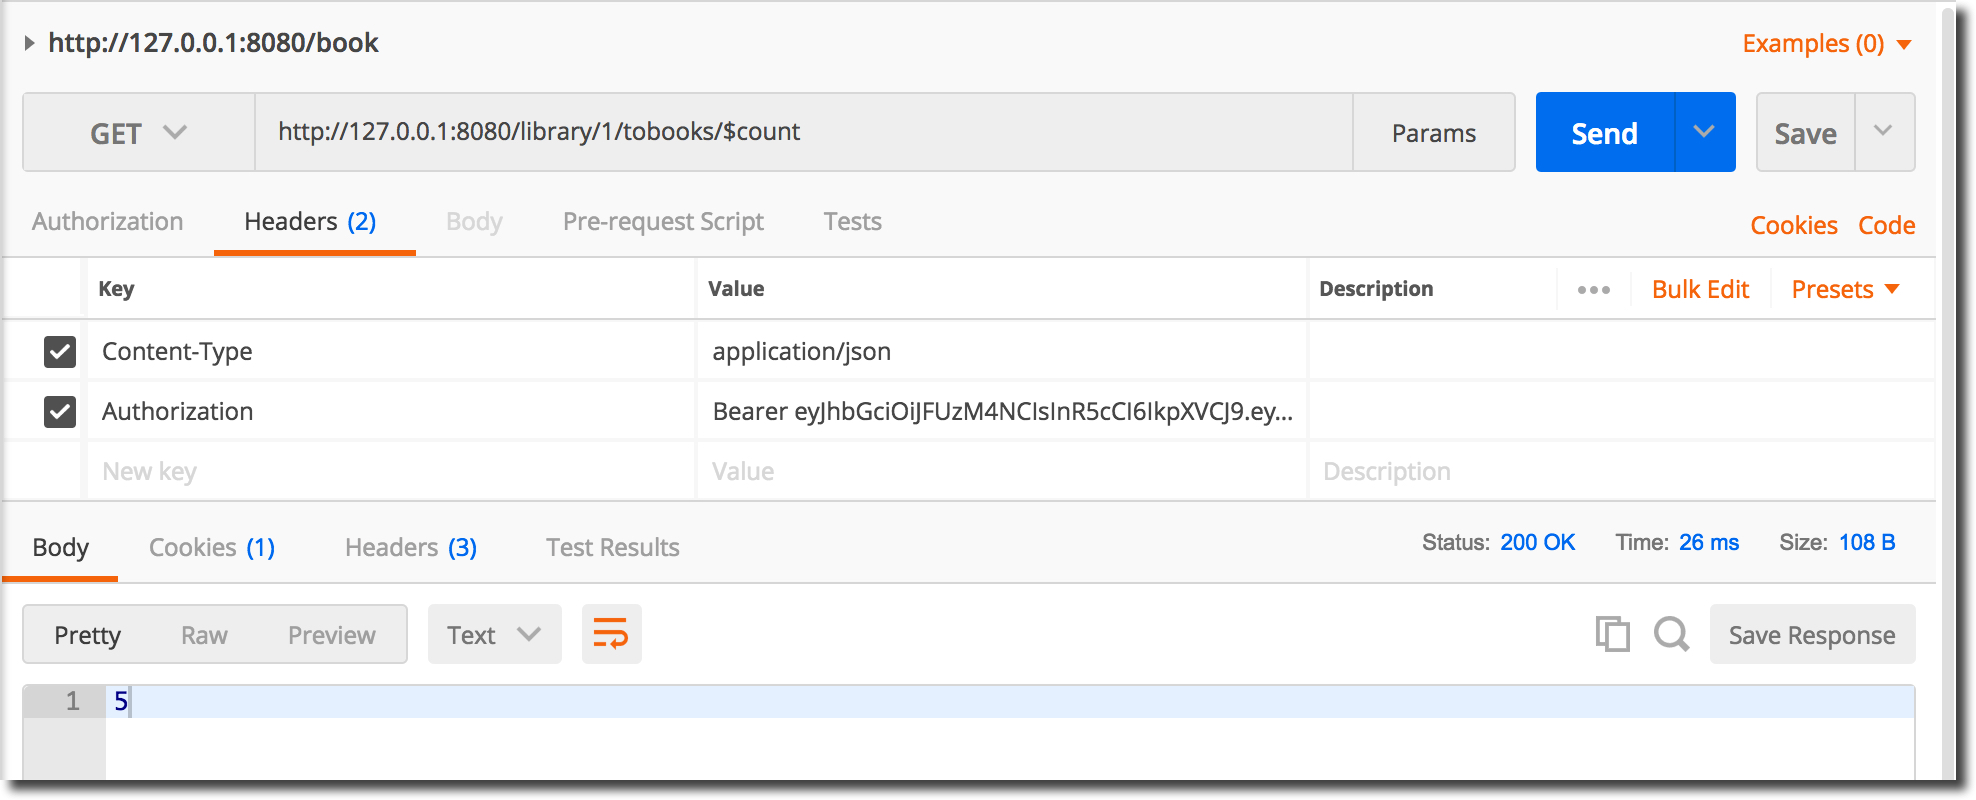 http://127.0.0.1:8080/book
Examples (0)
GET http://127.0.0.1:8080/library/1/tobooks/$count Params Send Save
Authorization Headers (2) Body Pre-request Script Tests Cookies Code
Key Value Description ••• Bulk Edit Presets
Content-Type application/json
Authorization Bearer eyJhbGciOiJFUzM4NCIsInR5cCI6IkpXVCJ9.ey...
New key Value Description
Body Cookies (1) Headers (3) Test Results Status: 200 OK Time: 26 ms Size: 108 B
Pretty Raw Preview Text Save Response
1 5